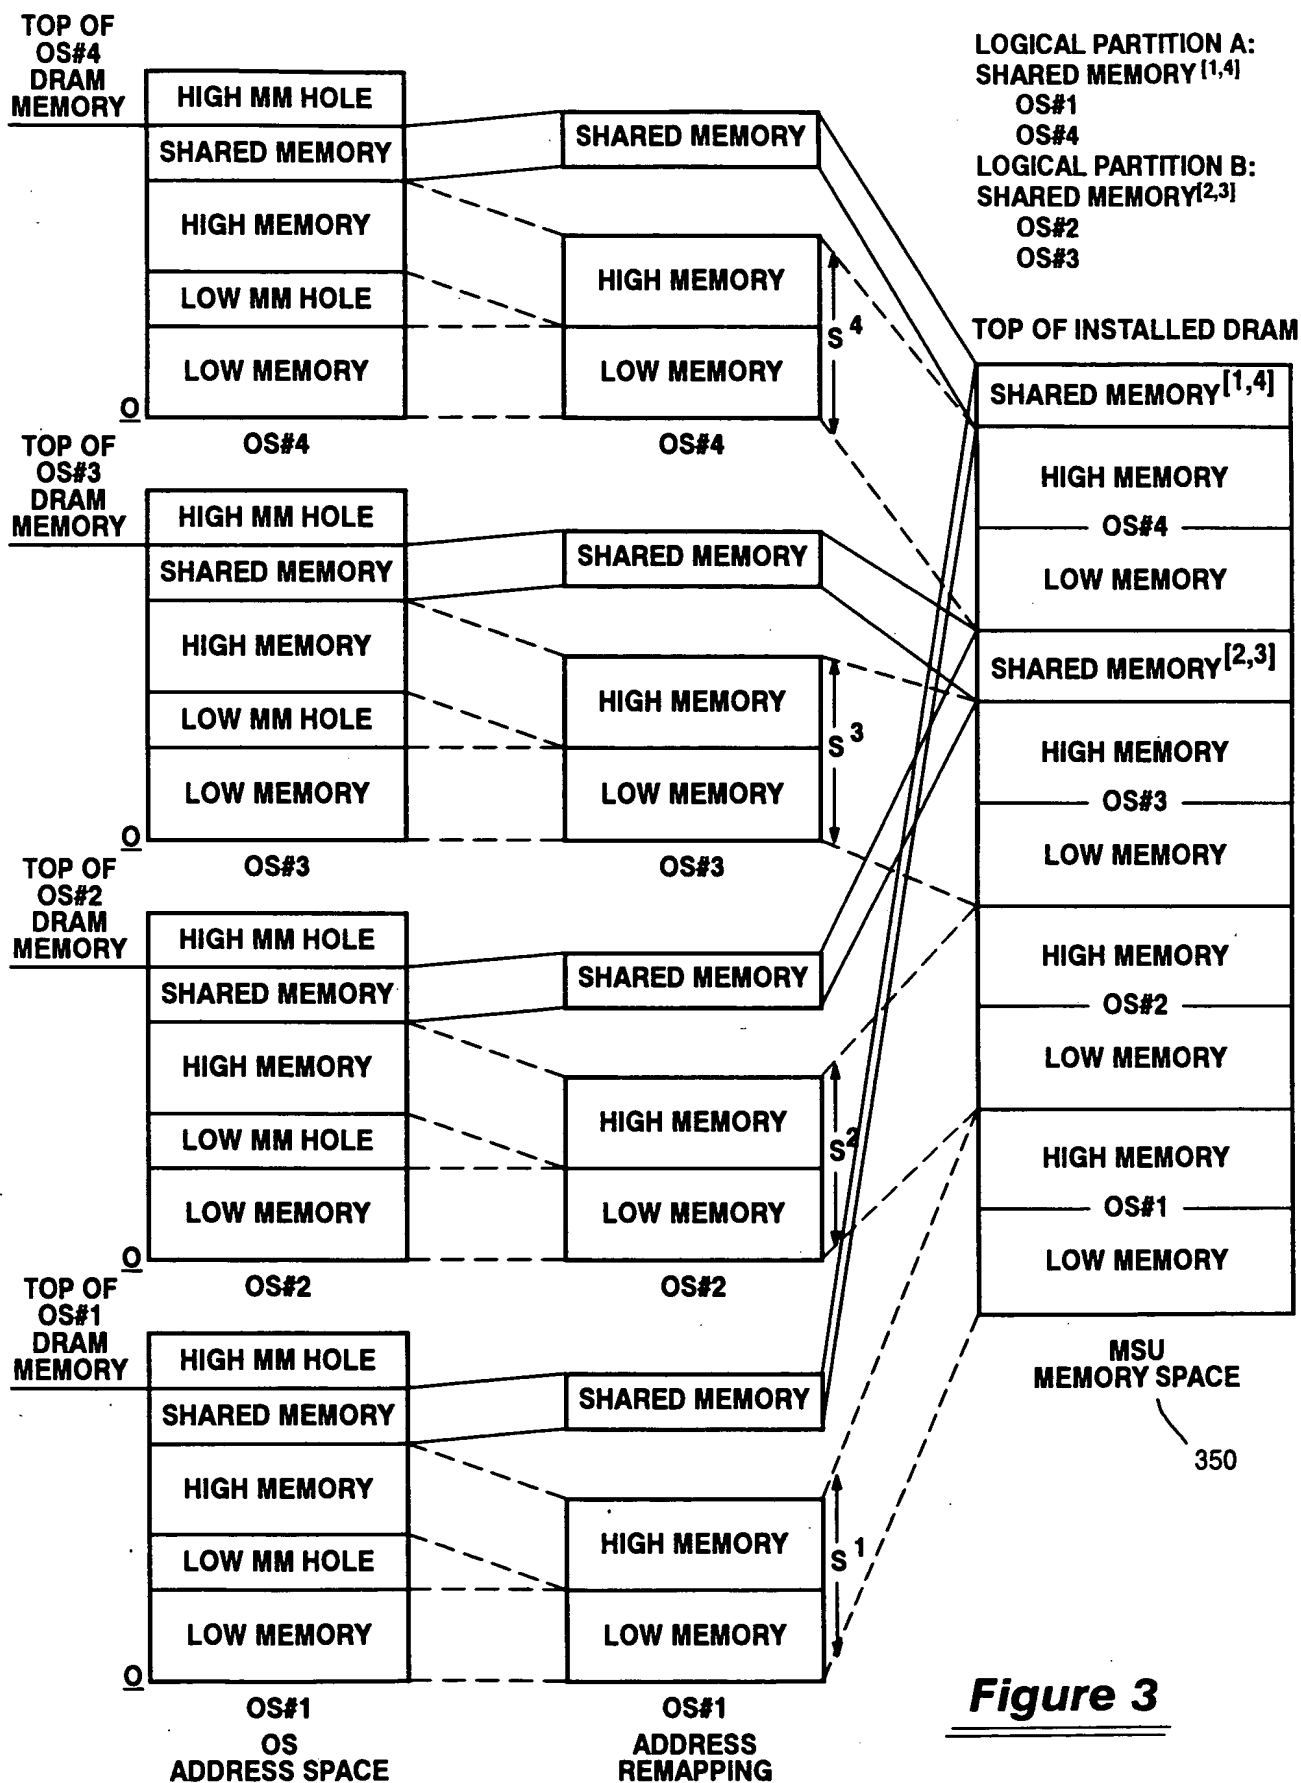 TOP OF
OS#4
DRAM
MEMORY
HIGH MM HOLE
SHARED MEMORY
HIGH MEMORY
LOW MM HOLE
LOW MEMORY
0
OS#4
SHARED MEMORY
HIGH MEMORY
LOW MEMORY
S4
OS#4
LOGICAL PARTITION A:
SHARED MEMORY[1,4]
OS#1
OS#4
LOGICAL PARTITION B:
SHARED MEMORY[2,3]
OS#2
OS#3
TOP OF
OS#3
DRAM
MEMORY
HIGH MM HOLE
SHARED MEMORY
HIGH MEMORY
LOW MM HOLE
LOW MEMORY
0
OS#3
SHARED MEMORY
HIGH MEMORY
LOW MEMORY
S3
OS#3
TOP OF
OS#2
DRAM
MEMORY
HIGH MM HOLE
SHARED MEMORY
HIGH MEMORY
LOW MM HOLE
LOW MEMORY
0
OS#2
SHARED MEMORY
HIGH MEMORY
LOW MEMORY
S2
OS#2
TOP OF
OS#1
DRAM
MEMORY
HIGH MM HOLE
SHARED MEMORY
HIGH MEMORY
LOW MM HOLE
LOW MEMORY
0
OS#1
OS
ADDRESS SPACE
SHARED MEMORY
HIGH MEMORY
LOW MEMORY
S1
OS#1
ADDRESS
REMAPPING
TOP OF INSTALLED DRAM
SHARED MEMORY[1,4]
HIGH MEMORY
OS#4
LOW MEMORY
SHARED MEMORY[2,3]
HIGH MEMORY
OS#3
LOW MEMORY
HIGH MEMORY
OS#2
LOW MEMORY
HIGH MEMORY
OS#1
LOW MEMORY
MSU
MEMORY SPACE
350
Figure 3